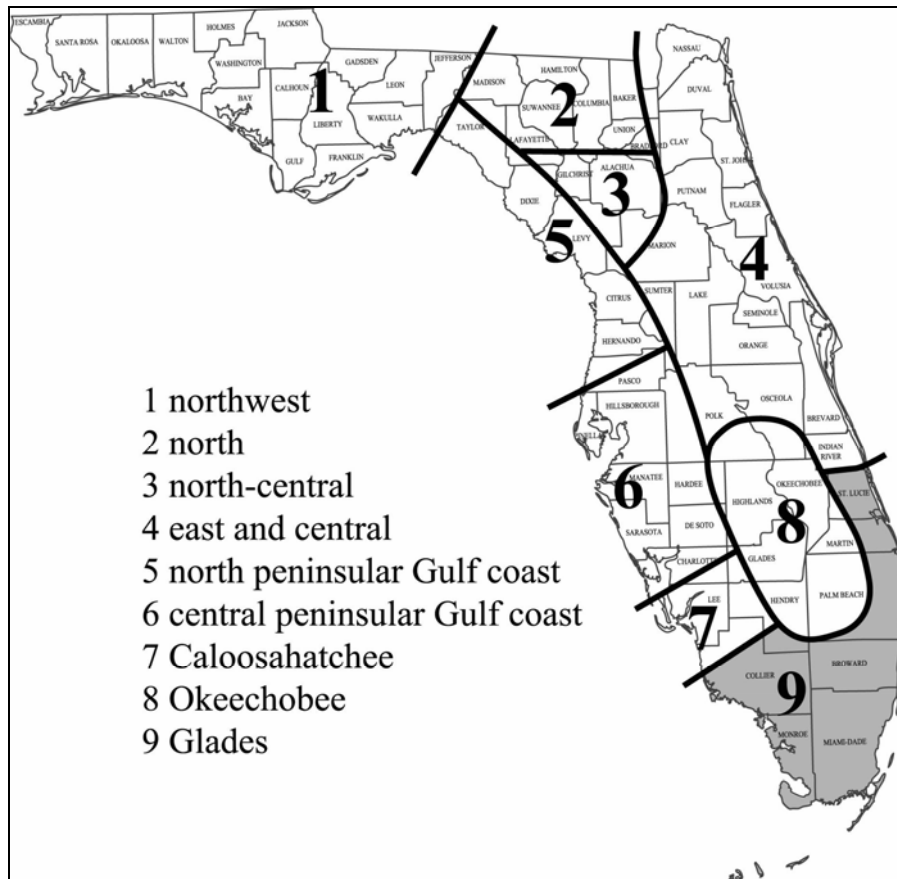 ESCAMBIA
SANTA ROSA
OKALOOSA
WALTON
HOLMES
JACKSON
WASHINGTON
BAY
CALHOUN
1
GADSDEN
LEON
JEFFERSON
LIBERTY
WAKULLA
GULF
FRANKLIN
MADISON
HAMILTON
2
SUWANNEE
COLUMBIA
BAKER
NASSAU
DUVAL
TAYLOR
LAFAYETTE
UNION
BRADFORD
CLAY
ST. JOHNS
GILCHRIST
ALACHUA
3
DIXIE
PUTNAM
FLAGLER
5
LEVY
MARION
4
VOLUSIA
CITRUS
SUMTER
LAKE
SEMINOLE
HERNANDO
ORANGE
PASCO
OSCEOLA
HILLSBOROUGH
POLK
BREVARD
INDIAN
RIVER
MANATEE
6
HARDEE
HIGHLANDS
OKEECHOBEE
ST. LUCIE
8
SARASOTA
DE SOTO
MARTIN
CHARLOTTE
GLADES
LEE
7
HENDRY
PALM BEACH
COLLIER
9
BROWARD
MONROE
MIAMI-DADE
1 northwest
2 north
3 north-central
4 east and central
5 north peninsular Gulf coast
6 central peninsular Gulf coast
7 Caloosahatchee
8 Okeechobee
9 Glades